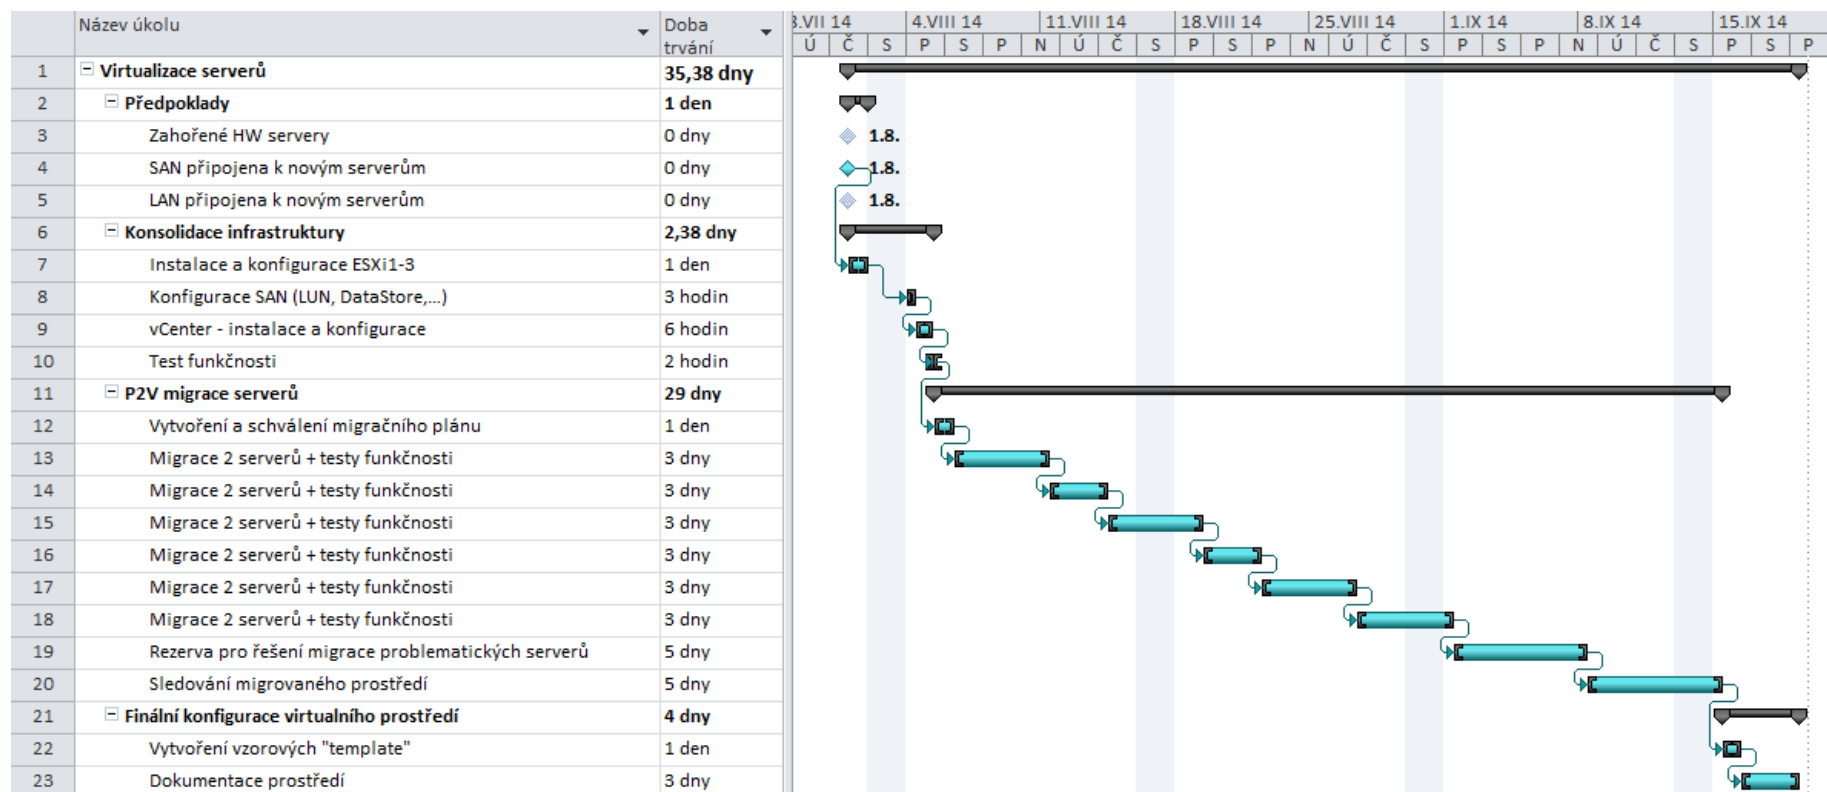 Název úkolu Doba trvání
3.VII 14 4.VIII 14 11.VIII 14 18.VIII 14 25.VIII 14 1.IX 14 8.IX 14 15.IX 14
Ú Č S P S P N Ú Č S P S P N Ú Č S P S P N Ú Č S P S P
1 Virtualizace serverů 35,38 dny
2 Předpoklady 1 den
3 Zahořené HW servery 0 dny 1.8.
4 SAN připojena k novým serverům 0 dny 1.8.
5 LAN připojena k novým serverům 0 dny 1.8.
6 Konsolidace infrastruktury 2,38 dny
7 Instalace a konfigurace ESXi1-3 1 den
8 Konfigurace SAN (LUN, DataStore,...) 3 hodin
9 vCenter - instalace a konfigurace 6 hodin
10 Test funkčnosti 2 hodin
11 P2V migrace serverů 29 dny
12 Vytvoření a schválení migračního plánu 1 den
13 Migrace 2 serverů + testy funkčnosti 3 dny
14 Migrace 2 serverů + testy funkčnosti 3 dny
15 Migrace 2 serverů + testy funkčnosti 3 dny
16 Migrace 2 serverů + testy funkčnosti 3 dny
17 Migrace 2 serverů + testy funkčnosti 3 dny
18 Migrace 2 serverů + testy funkčnosti 3 dny
19 Rezerva pro řešení migrace problematických serverů 5 dny
20 Sledování migrovaného prostředí 5 dny
21 Finální konfigurace virtualního prostředí 4 dny
22 Vytvoření vzorových "template" 1 den
23 Dokumentace prostředí 3 dny